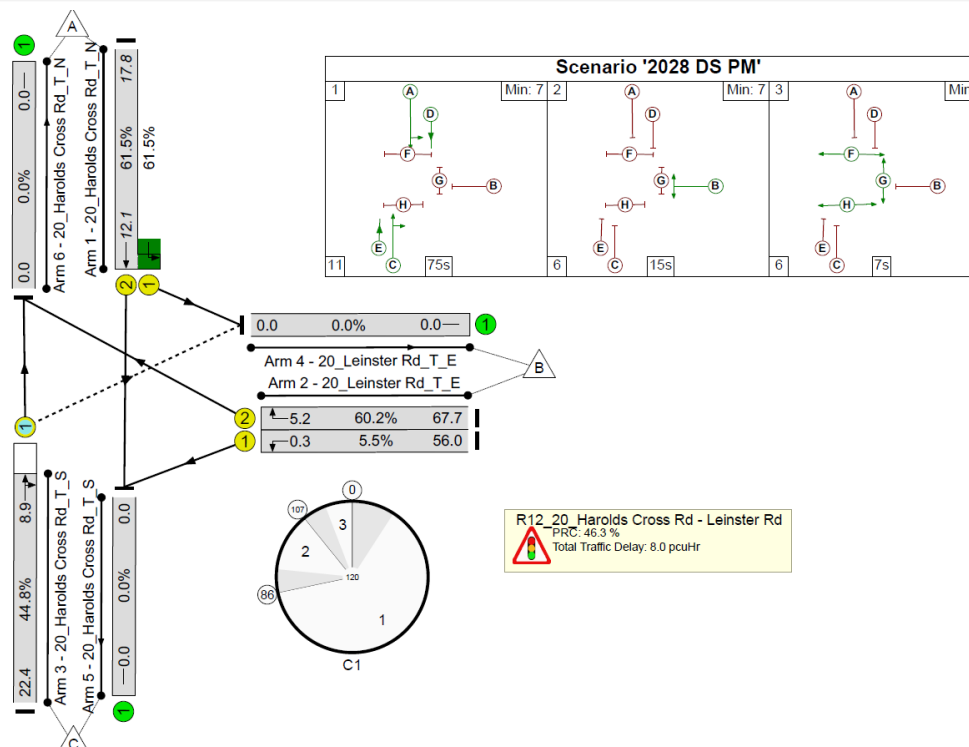 A
1
0.0
0.0%
0.0
Arm 6 - 20_Harolds Cross Rd_T_N
Arm 1 - 20_Harolds Cross Rd_T_N
17.8
61.5%
12.1
61.5%
2
1
Scenario '2028 DS PM'
1
Min: 7
A
D
F
G
B
H
E
C
11
75s
2
Min: 7
A
D
F
G
B
H
E
C
6
15s
3
Min
A
D
F
G
B
H
E
C
6
7s
0.0
0.0%
0.0
1
Arm 4 - 20_Leinster Rd_T_E
Arm 2 - 20_Leinster Rd_T_E
B
2
5.2
60.2%
67.7
1
0.3
5.5%
56.0
1
8.9
44.8%
22.4
Arm 3 - 20_Harolds Cross Rd_T_S
Arm 5 - 20_Harolds Cross Rd_T_S
0.0
0.0%
0.0
1
C
0
107
3
2
120
86
1
C1
R12_20_Harolds Cross Rd - Leinster Rd
PRC: 46.3 %
Total Traffic Delay: 8.0 pcuHr